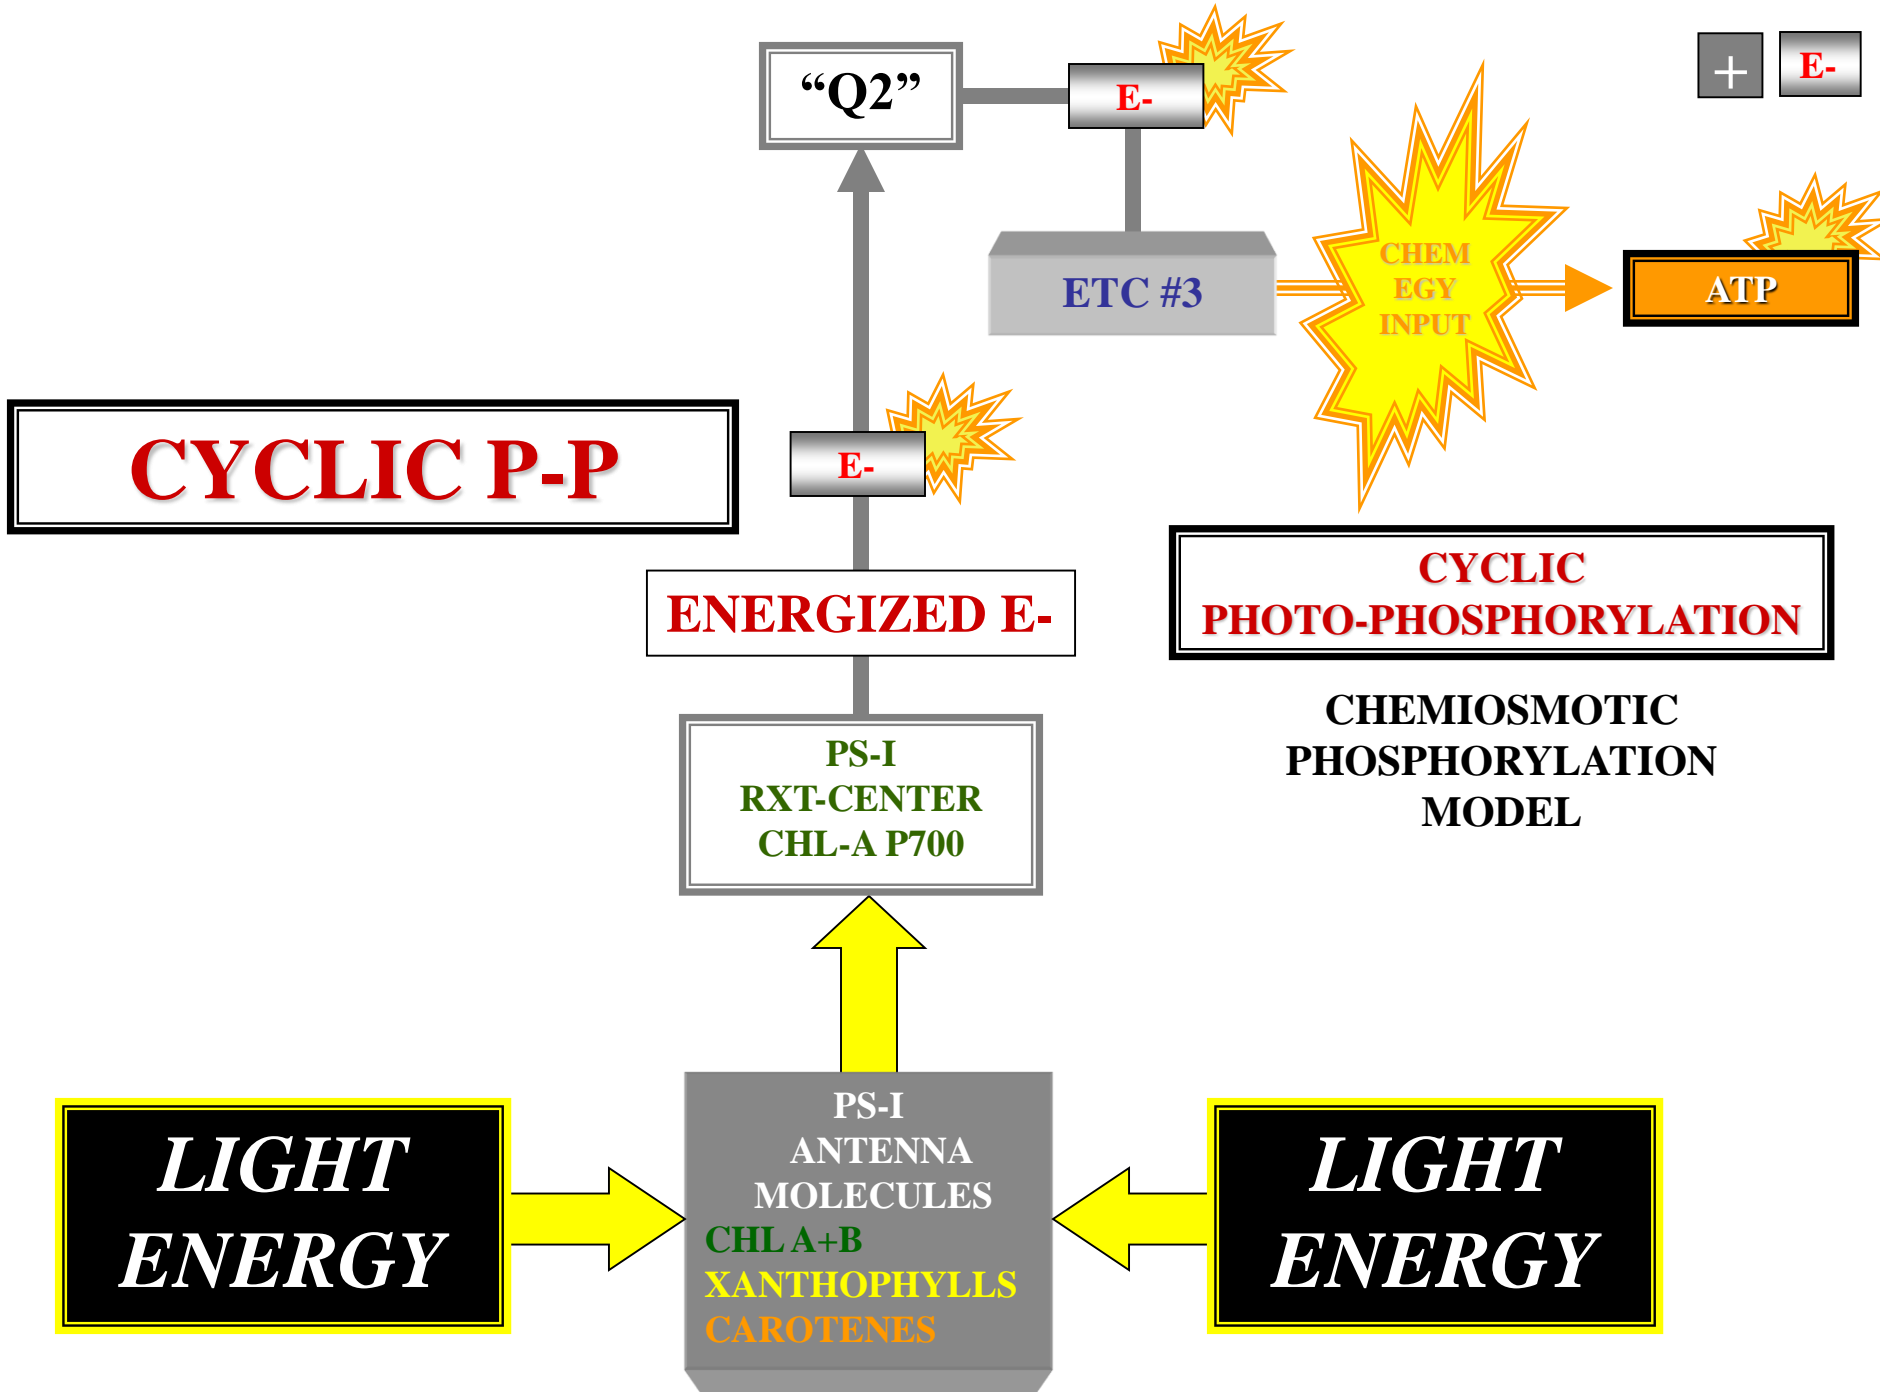 “Q2”
E-
+
E-
CHEM
EGY
INPUT
ETC #3
ATP
CYCLIC P-P
E-
ENERGIZED E-
CYCLIC
PHOTO-PHOSPHORYLATION
CHEMIOSMOTIC
PHOSPHORYLATION
MODEL
PS-I
RXT-CENTER
CHL-A P700
LIGHT
ENERGY
PS-I
ANTENNA
MOLECULES
CHL A+B
XANTHOPHYLLS
CAROTENES
LIGHT
ENERGY